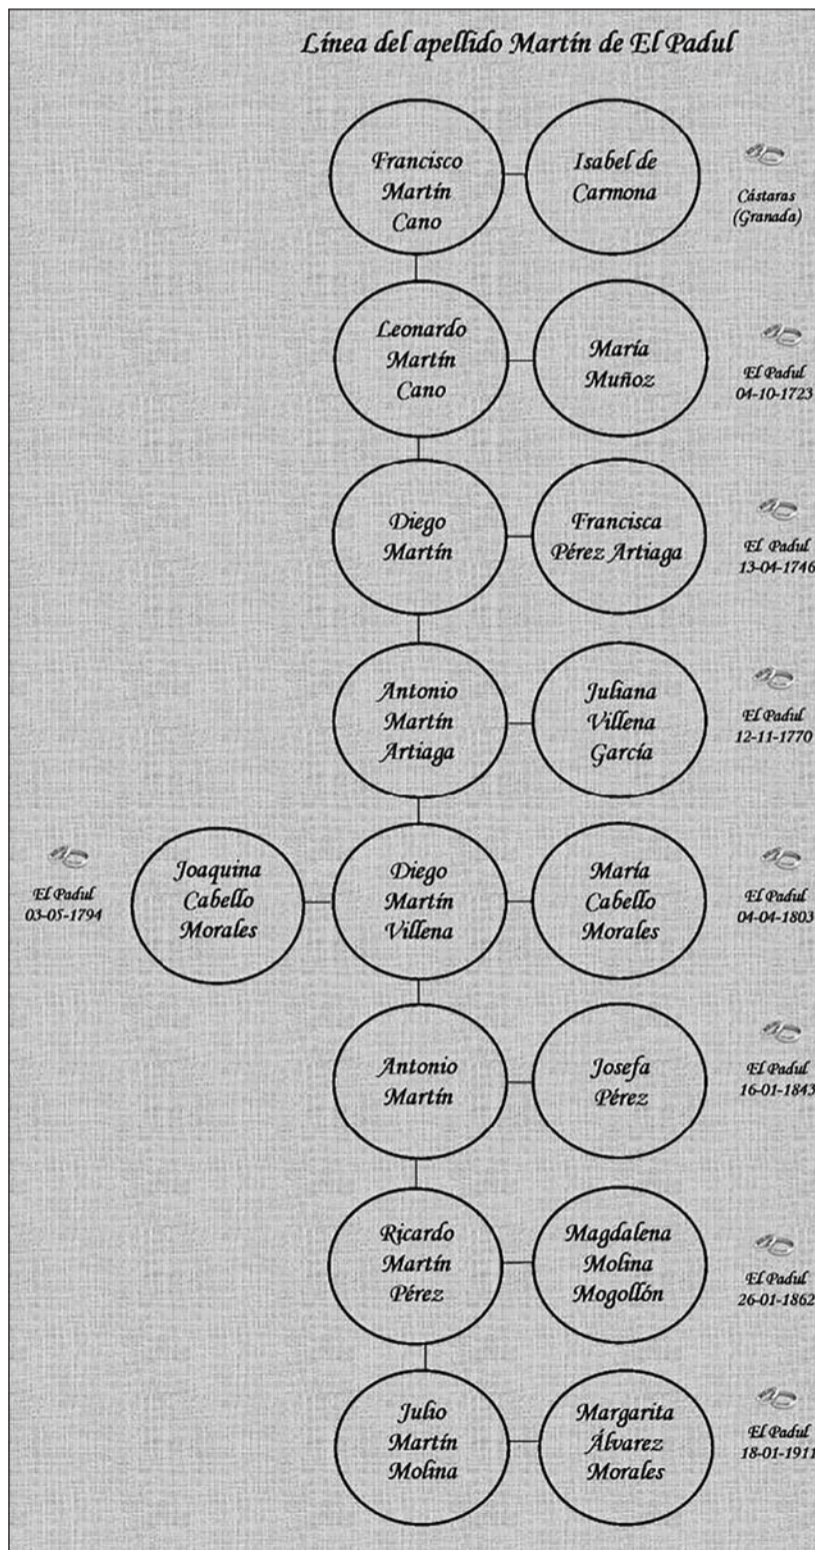 Línea del apellido Martín de El Padul
Francisco
Martín
Cano
Isabel de
Carmona
Cástaras
(Granada)
Leonardo
Martín
Cano
María
Muñoz
El Padul
04-10-1723
Diego
Martín
Francisca
Pérez Artiaga
El Padul
13-04-1746
Antonio
Martín
Artiaga
Juliana
Villena
García
El Padul
12-11-1770
El Padul
03-05-1794
Joaquina
Cabello
Morales
Diego
Martín
Villena
María
Cabello
Morales
El Padul
04-04-1803
Antonio
Martín
Josefa
Pérez
El Padul
16-01-1843
Ricardo
Martín
Pérez
Magdalena
Molina
Mogollón
El Padul
26-01-1862
Julio
Martín
Molina
Margarita
Álvarez
Morales
El Padul
18-01-1911